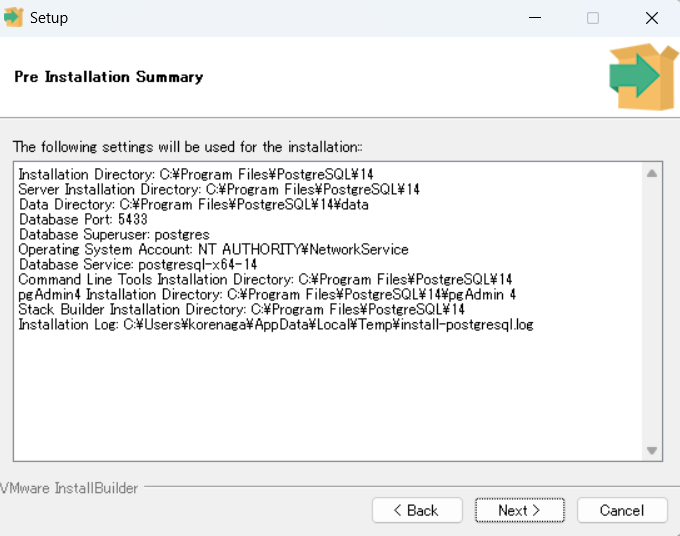 Setup
Pre Installation Summary
The following settings will be used for the installation::
Installation Directory: C:¥Program Files¥PostgreSQL¥14
Server Installation Directory: C:¥Program Files¥PostgreSQL¥14
Data Directory: C:¥Program Files¥PostgreSQL¥14¥data
Database Port: 5433
Database Superuser: postgres
Operating System Account: NT AUTHORITY¥NetworkService
Database Service: postgresql-x64-14
Command Line Tools Installation Directory: C:¥Program Files¥PostgreSQL¥14
pgAdmin4 Installation Directory: C:¥Program Files¥PostgreSQL¥14¥pgAdmin 4
Stack Builder Installation Directory: C:¥Program Files¥PostgreSQL¥14
Installation Log: C:¥Users¥korenaga¥AppData¥Local¥Temp¥install-postgresql.log
VMware InstallBuilder
< Back
Next >
Cancel